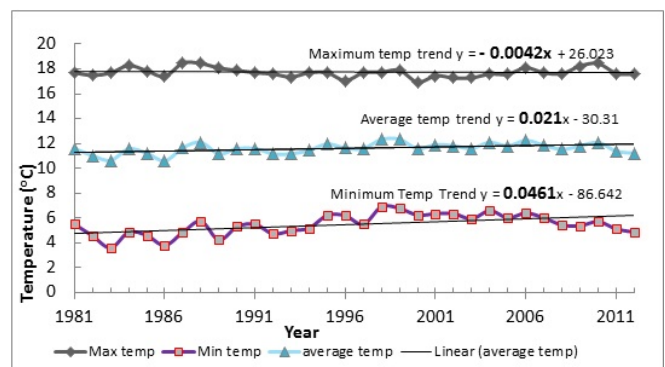 20
18
16
14
12
10
8
6
4
2
0
Temperature (°C)
Maximum temp trend y = - 0.0042x + 26.023
Average temp trend y = 0.021x - 30.31
Minimum Temp Trend y = 0.0461x - 86.642
1981 1986 1991 1996 2001 2006 2011
Year
Max temp Min temp average temp Linear (average temp)